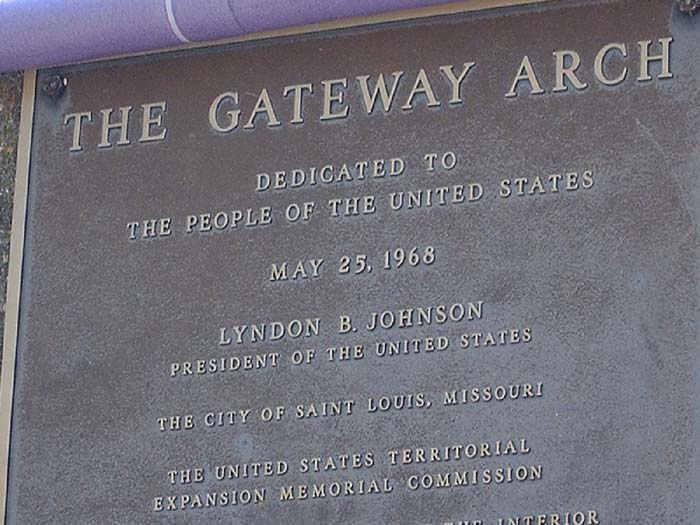 THE GATEWAY ARCH
DEDICATED TO
THE PEOPLE OF THE UNITED STATES
MAY 25, 1968
LYNDON B. JOHNSON
PRESIDENT OF THE UNITED STATES
THE CITY OF SAINT LOUIS, MISSOURI
THE UNITED STATES TERRITORIAL
EXPANSION MEMORIAL COMMISSION
THE INTERIOR